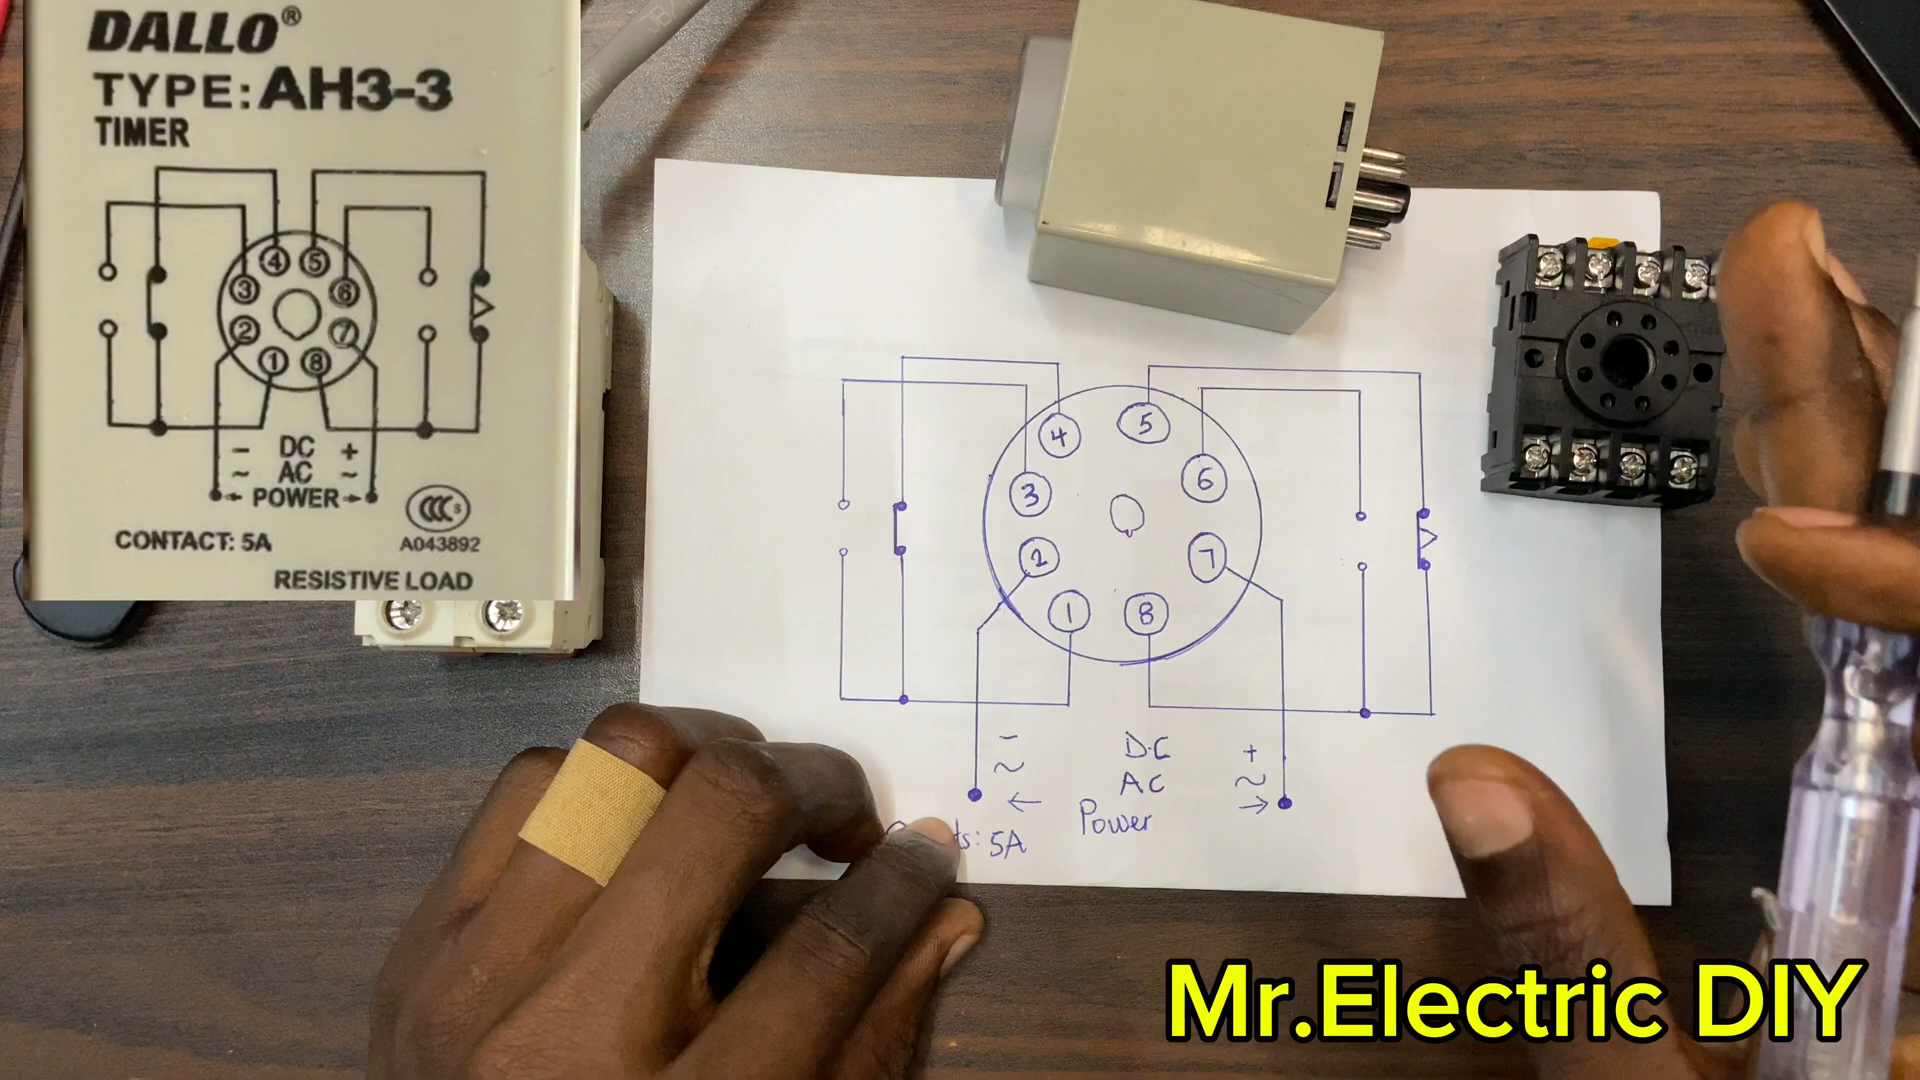 DALLO®
TYPE: AH3-3
TIMER
4 5
3 6
2 7
1 8
- DC +
~ AC ~
POWER
CCC S
CONTACT: 5A
A043892
RESISTIVE LOAD
4 5
3 6
2 7
1 8
- D.C +
~ AC ~
Power
5A
Mr.Electric DIY